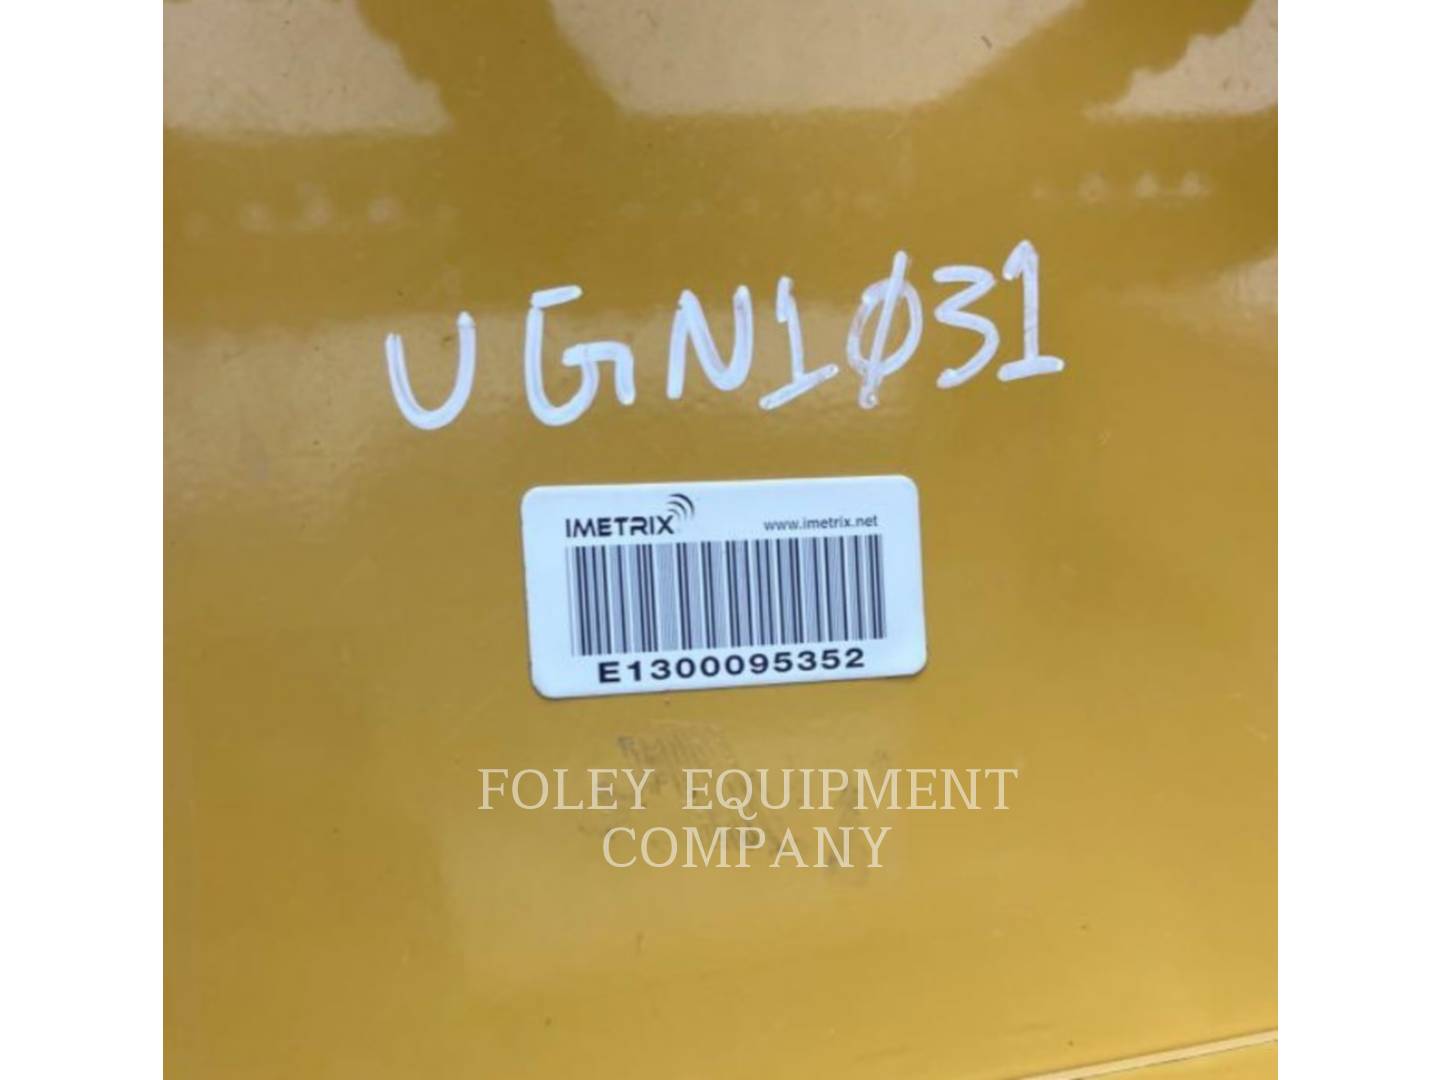 UGN1Ø31
IMETRIX www.imetrix.net
E1300095352
FOLEY EQUIPMENT
COMPANY